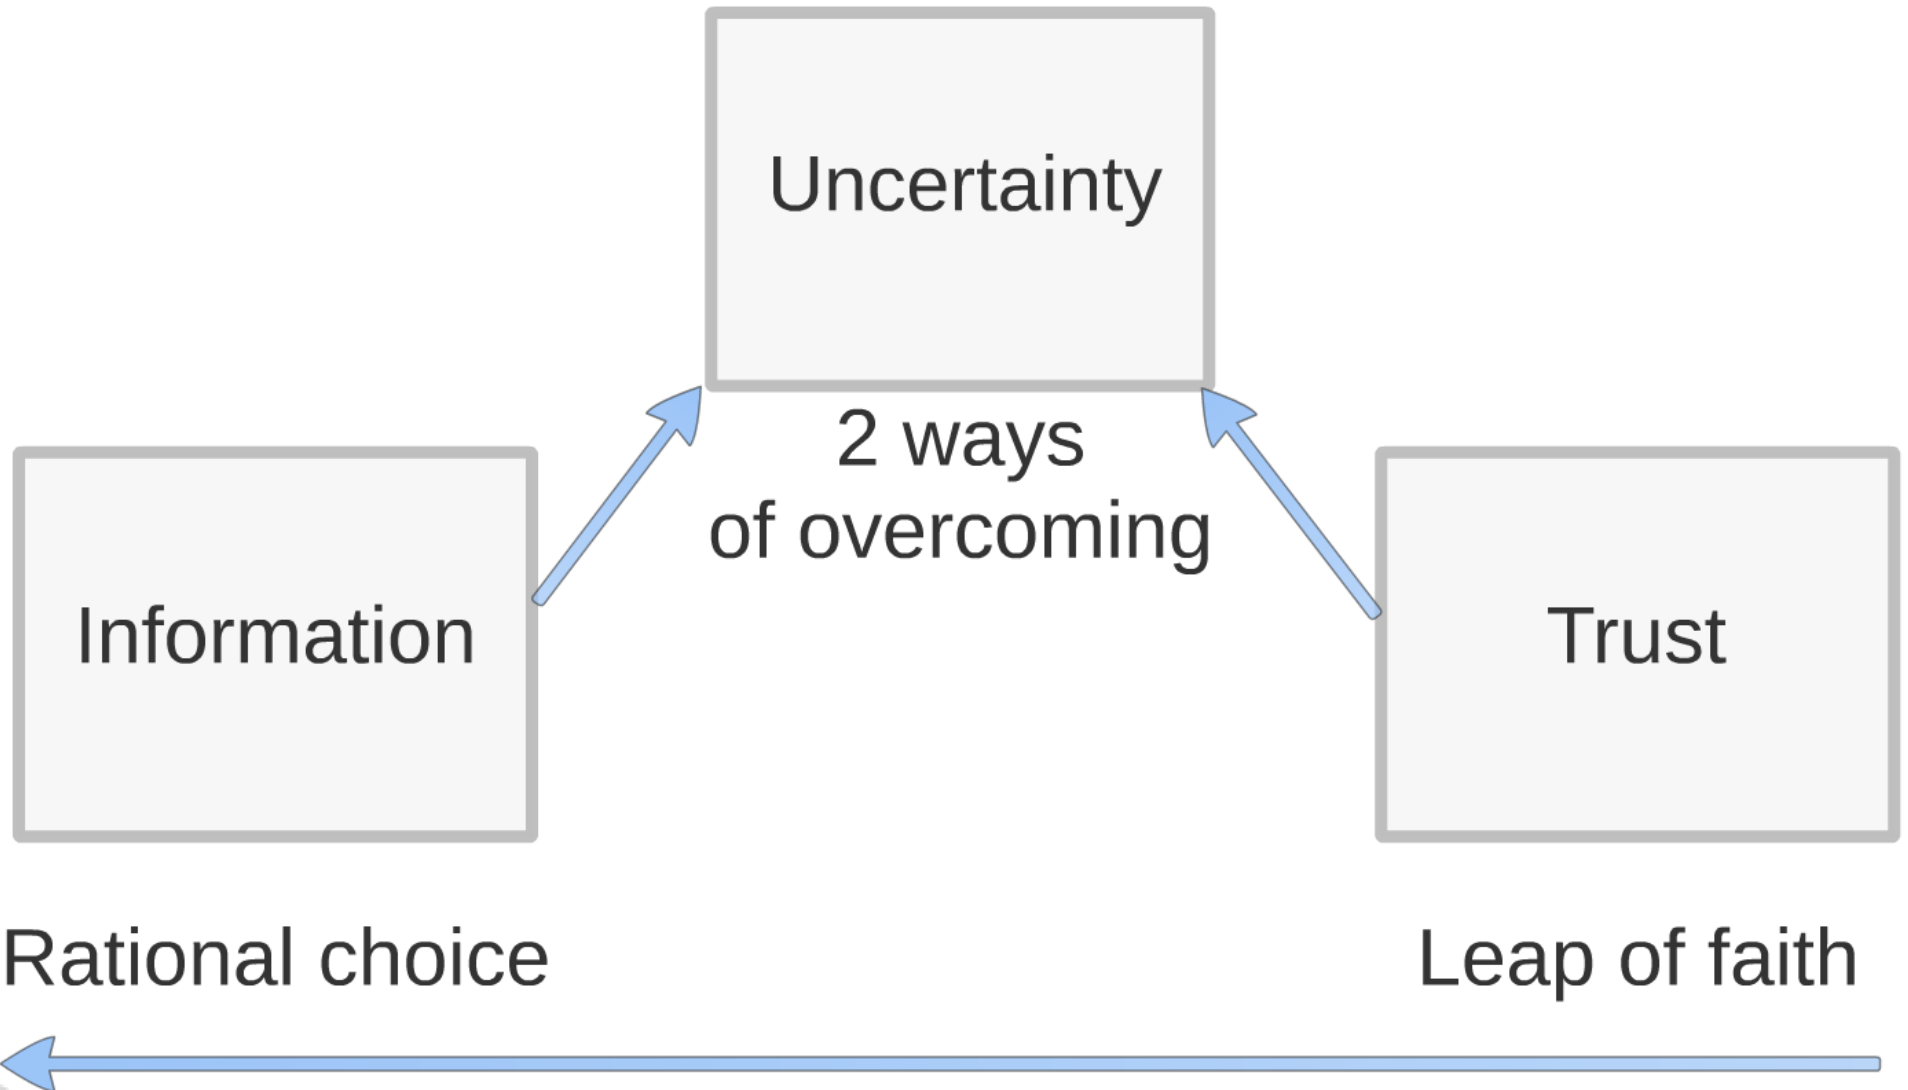 Uncertainty
2 ways
of overcoming
Information
Trust
Rational choice
Leap of faith